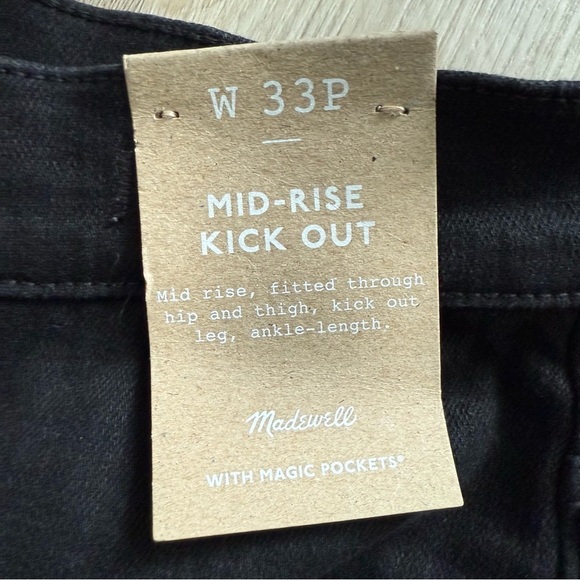 W 33P
MID-RISE
KICK OUT
Mid rise, fitted through
hip and thigh, kick out
leg, ankle-length.
Madewell
WITH MAGIC POCKETS®